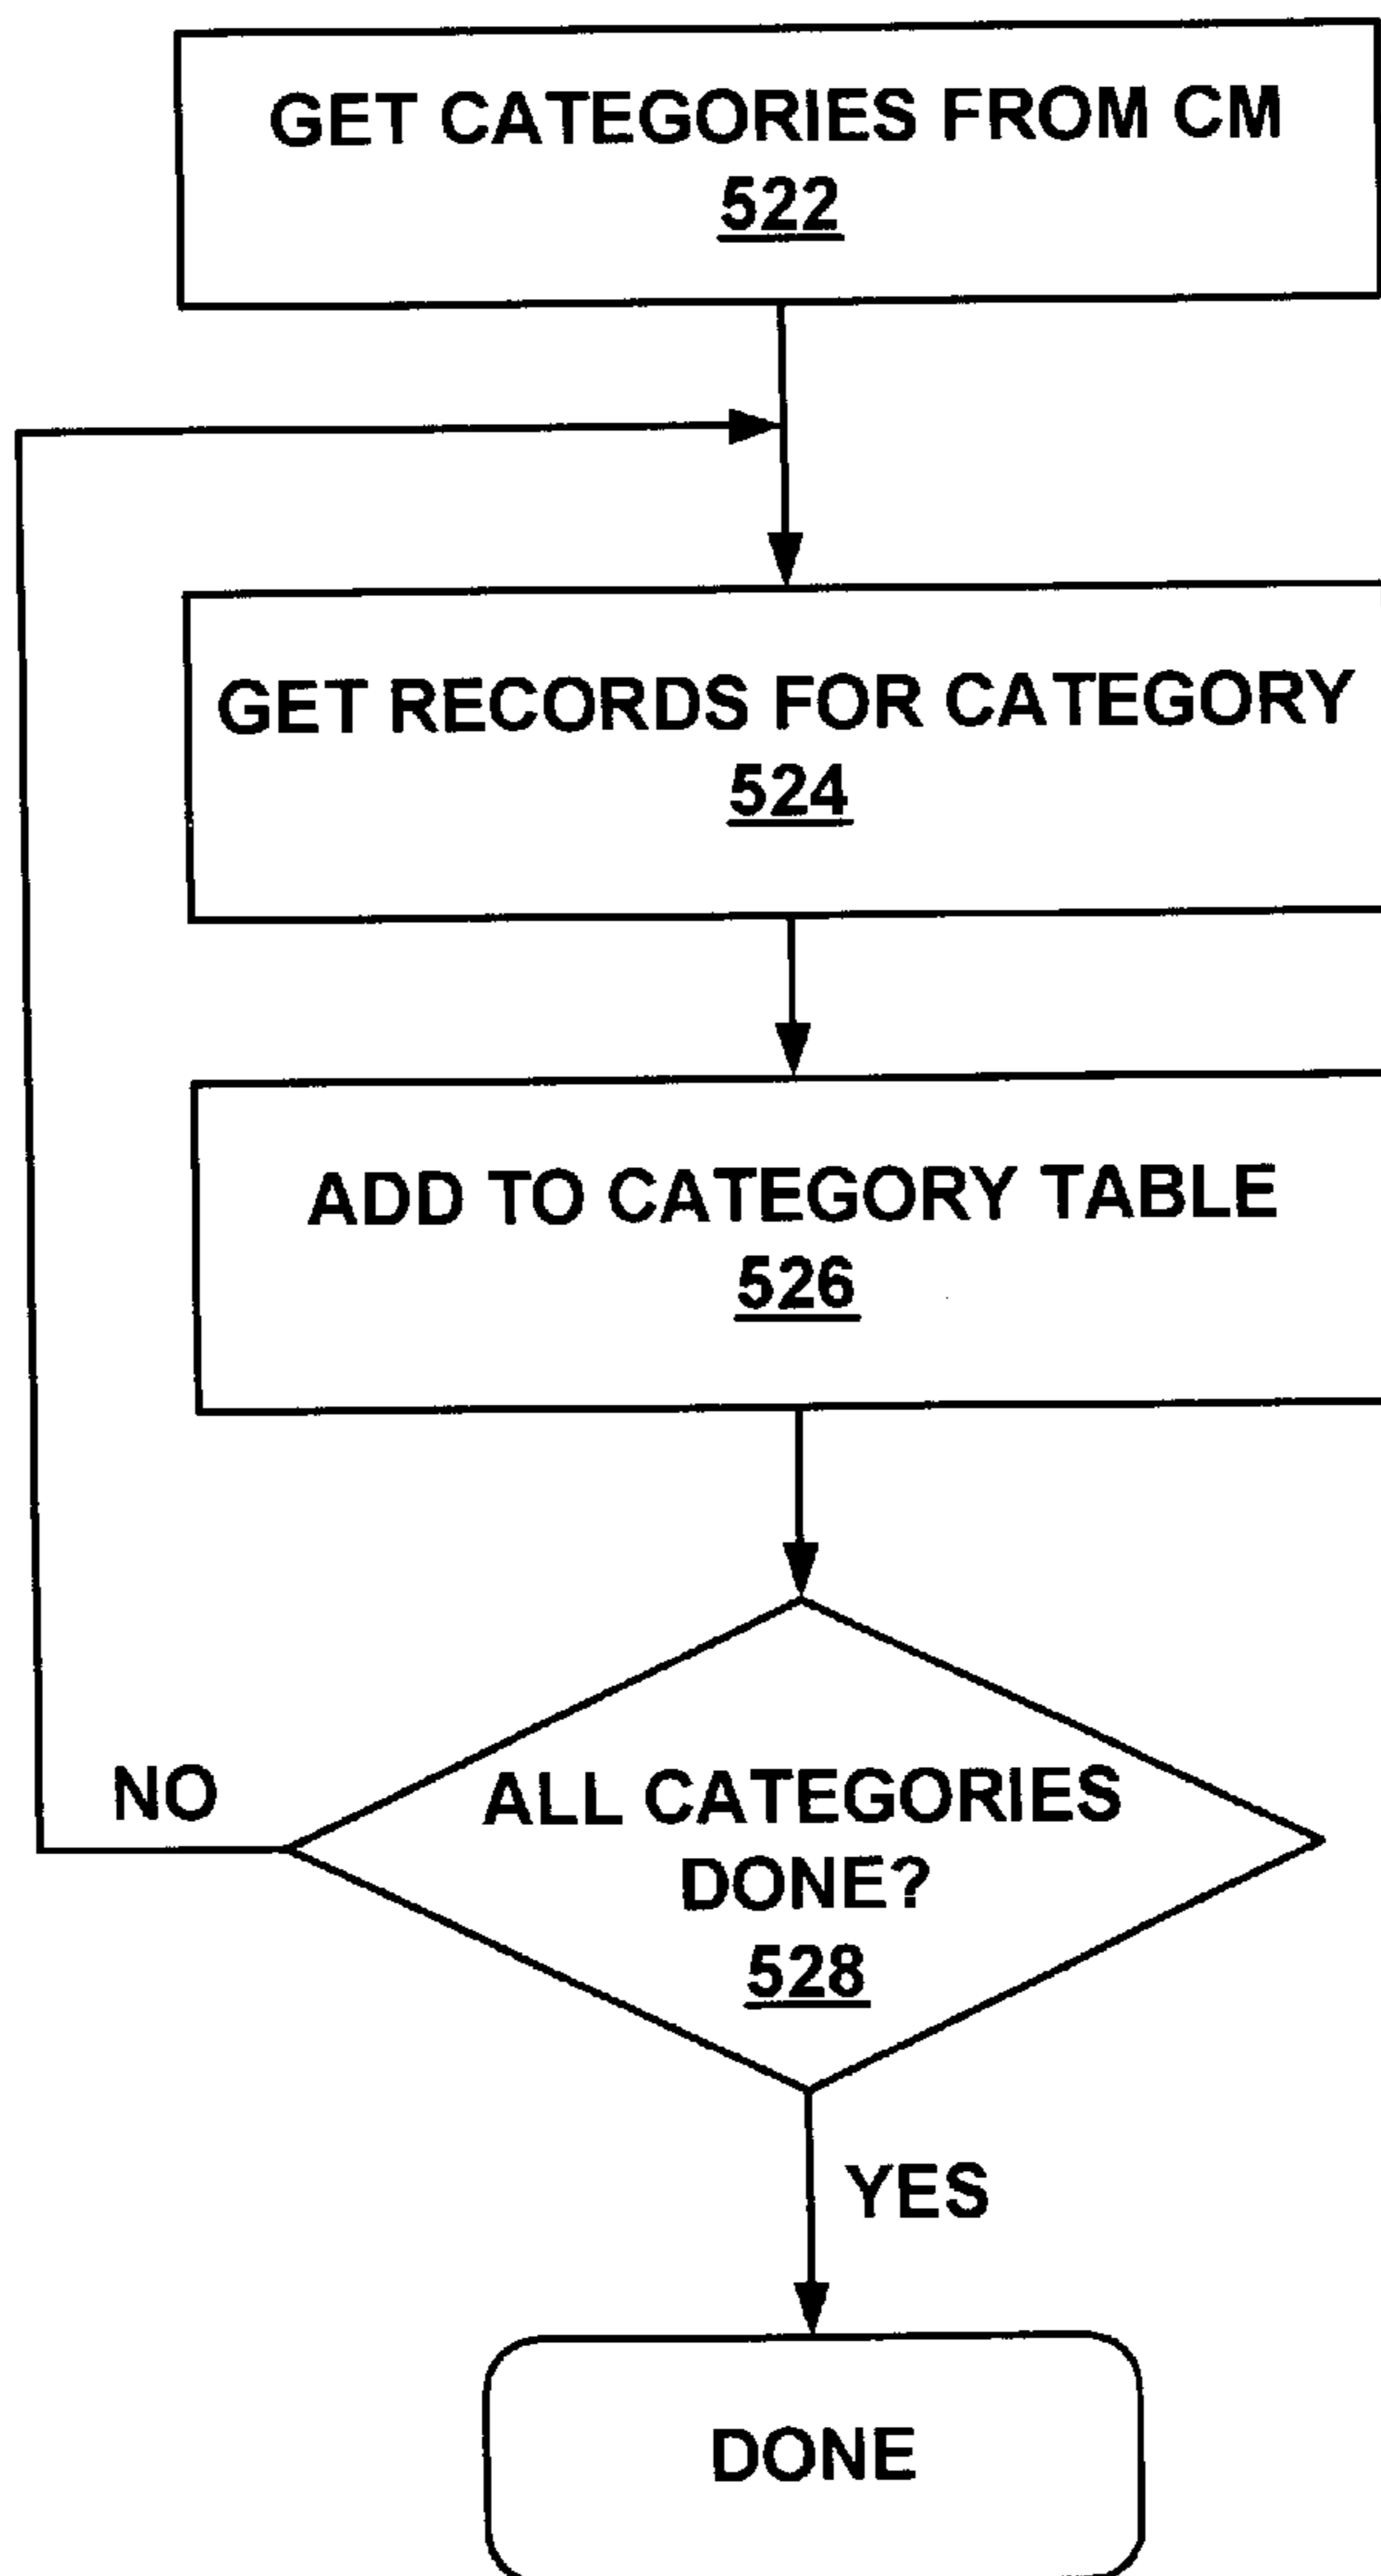 GET CATEGORIES FROM CM
522
GET RECORDS FOR CATEGORY
524
ADD TO CATEGORY TABLE
526
ALL CATEGORIES
DONE?
528
NO
YES
DONE